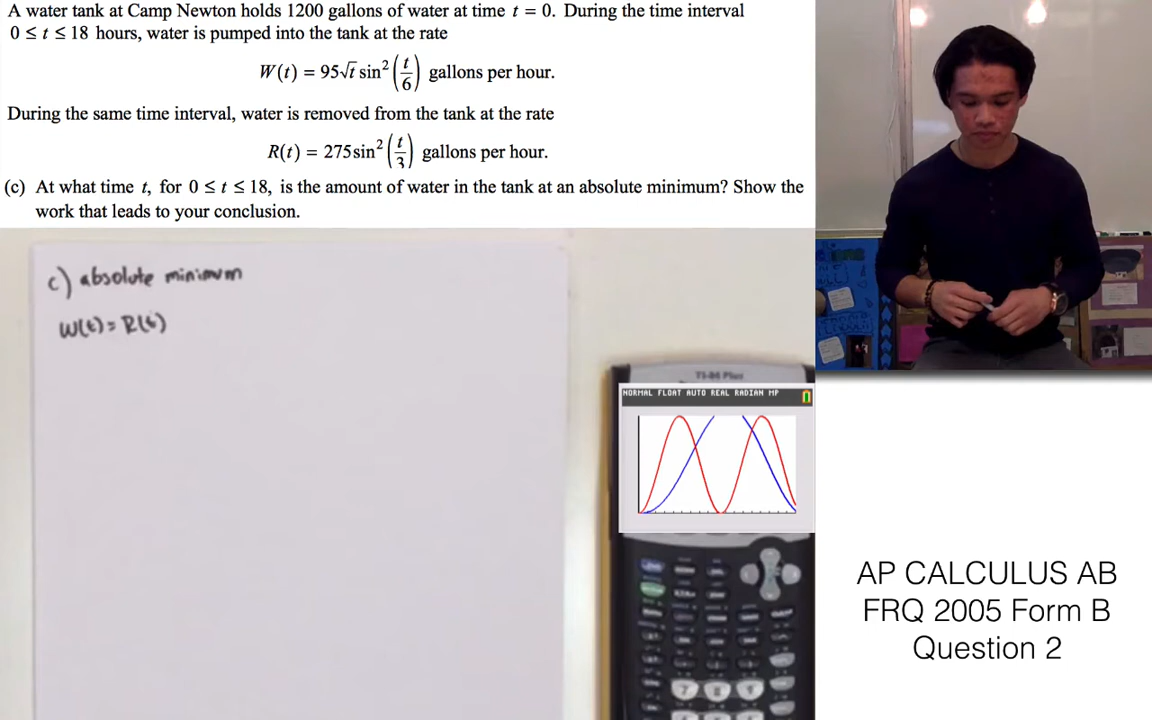 A water tank at Camp Newton holds 1200 gallons of water at time t = 0. During the time interval
0 ≤ t ≤ 18 hours, water is pumped into the tank at the rate
W(t) = 95√t sin²(t/6) gallons per hour.
During the same time interval, water is removed from the tank at the rate
R(t) = 275 sin²(t/3) gallons per hour.
(c) At what time t, for 0 ≤ t ≤ 18, is the amount of water in the tank at an absolute minimum? Show the
work that leads to your conclusion.
c) absolute minimum
W(t) = R(t)
TI-84 Plus
NORMAL FLOAT AUTO REAL RADIAN MP
7 8 9
AP CALCULUS AB
FRQ 2005 Form B
Question 2